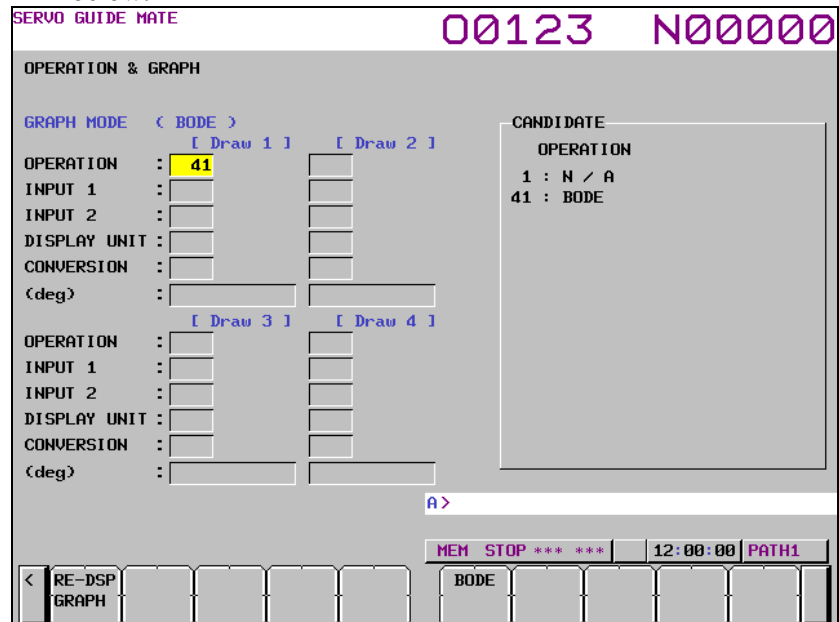 SERVO GUIDE MATE
O0123 N00000
OPERATION & GRAPH
GRAPH MODE ( BODE )
[ Draw 1 ] [ Draw 2 ]
OPERATION : 41
INPUT 1 :
INPUT 2 :
DISPLAY UNIT :
CONVERSION :
(deg) :
[ Draw 3 ] [ Draw 4 ]
OPERATION :
INPUT 1 :
INPUT 2 :
DISPLAY UNIT :
CONVERSION :
(deg) :
CANDIDATE
OPERATION
1 : N / A
41 : BODE
A>
MEM STOP *** *** 12:00:00 PATH1
< RE-DSP GRAPH BODE